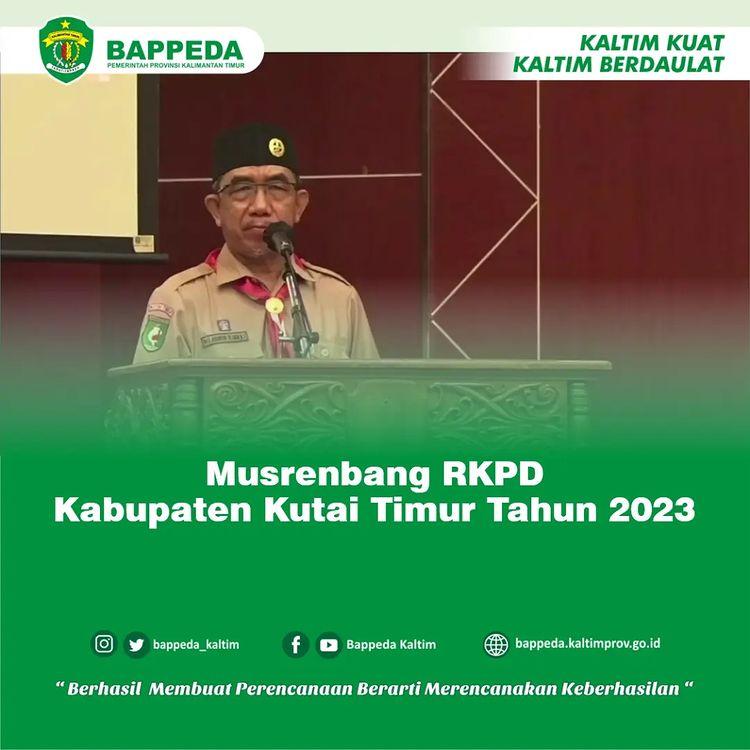 BAPPEDA
PEMERINTAH PROVINSI KALIMANTAN TIMUR
KALTIM KUAT
KALTIM BERDAULAT
Musrenbang RKPD
Kabupaten Kutai Timur Tahun 2023
bappeda_kaltim
Bappeda Kaltim
bappeda.kaltimprov.go.id
“ Berhasil Membuat Perencanaan Berarti Merencanakan Keberhasilan “